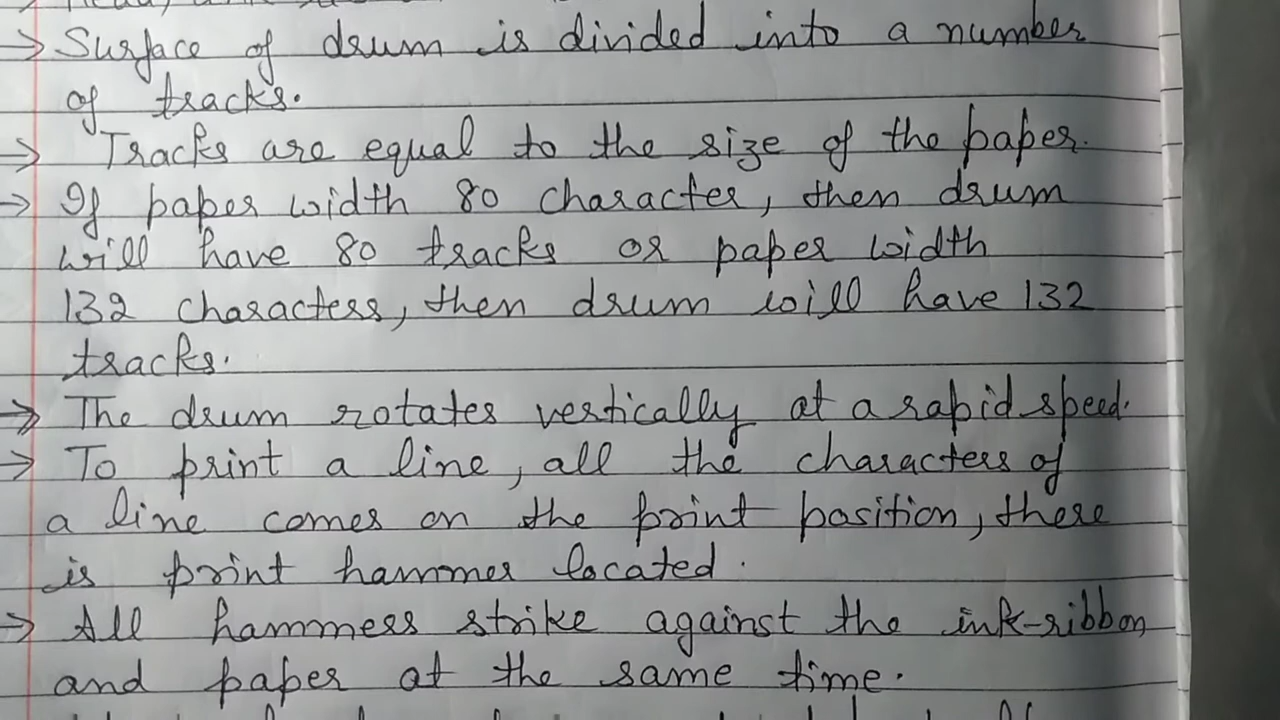 → Surface of drum is divided into a number
of tracks.
→ Tracks are equal to the size of the paper.
→ If paper width 80 character, then drum
will have 80 tracks or paper width
132 characters, then drum will have 132
tracks.
→ The drum rotates vertically at a rapid speed.
→ To print a line, all the characters of
a line comes on the print position, there
is print hammer located.
→ All hammers strike against the ink-ribbon
and paper at the same time.